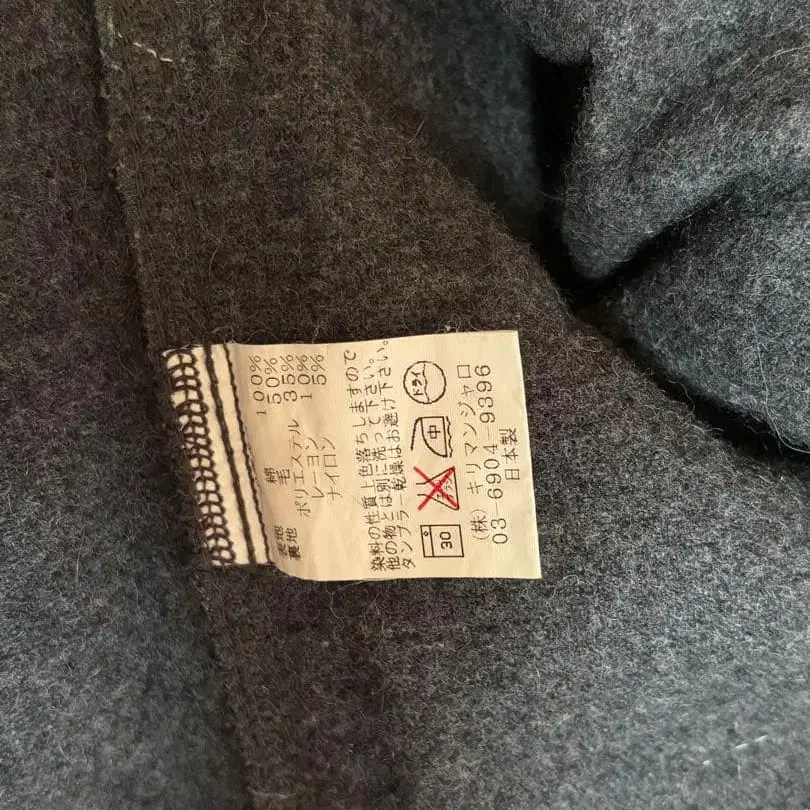 表地 綿 100%
裏地 毛 50%
ポリエステル 35%
レーヨン 10%
ナイロン 5%
染料の性質上色落ちしますので
他の物とは別に洗って下さい。
タンブラー乾燥はお避け下さい。
30
中
ドライ
(株) キリマンジャロ
03-6904-9396
日本製